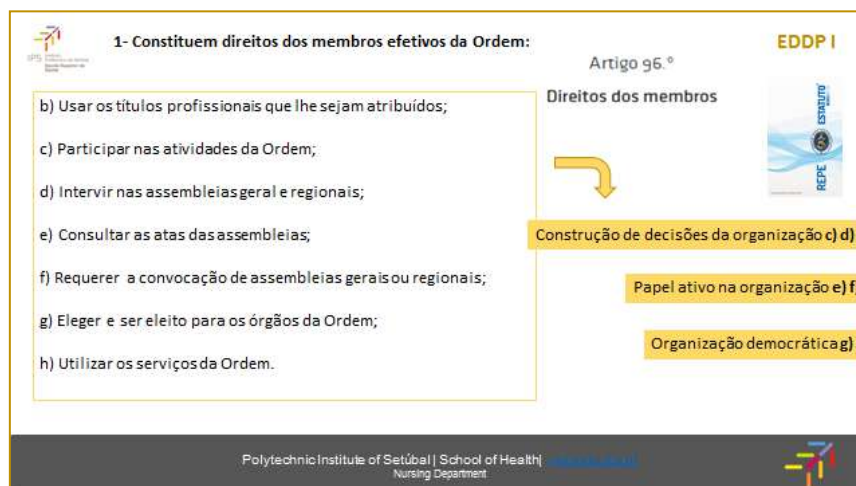 1- Constituem direitos dos membros efetivos da Ordem:
EDDP I
Artigo 96.º
Direitos dos membros
b) Usar os títulos profissionais que lhe sejam atribuídos;
c) Participar nas atividades da Ordem;
d) Intervir nas assembleias geral e regionais;
e) Consultar as atas das assembleias;
f) Requerer a convocação de assembleias gerais ou regionais;
g) Eleger e ser eleito para os órgãos da Ordem;
h) Utilizar os serviços da Ordem.
REPE
ESTATUTO
Construção de decisões da organização c) d)
Papel ativo na organização e) f)
Organização democrática g)
Polytechnic Institute of Setúbal | School of Health|
Nursing Department